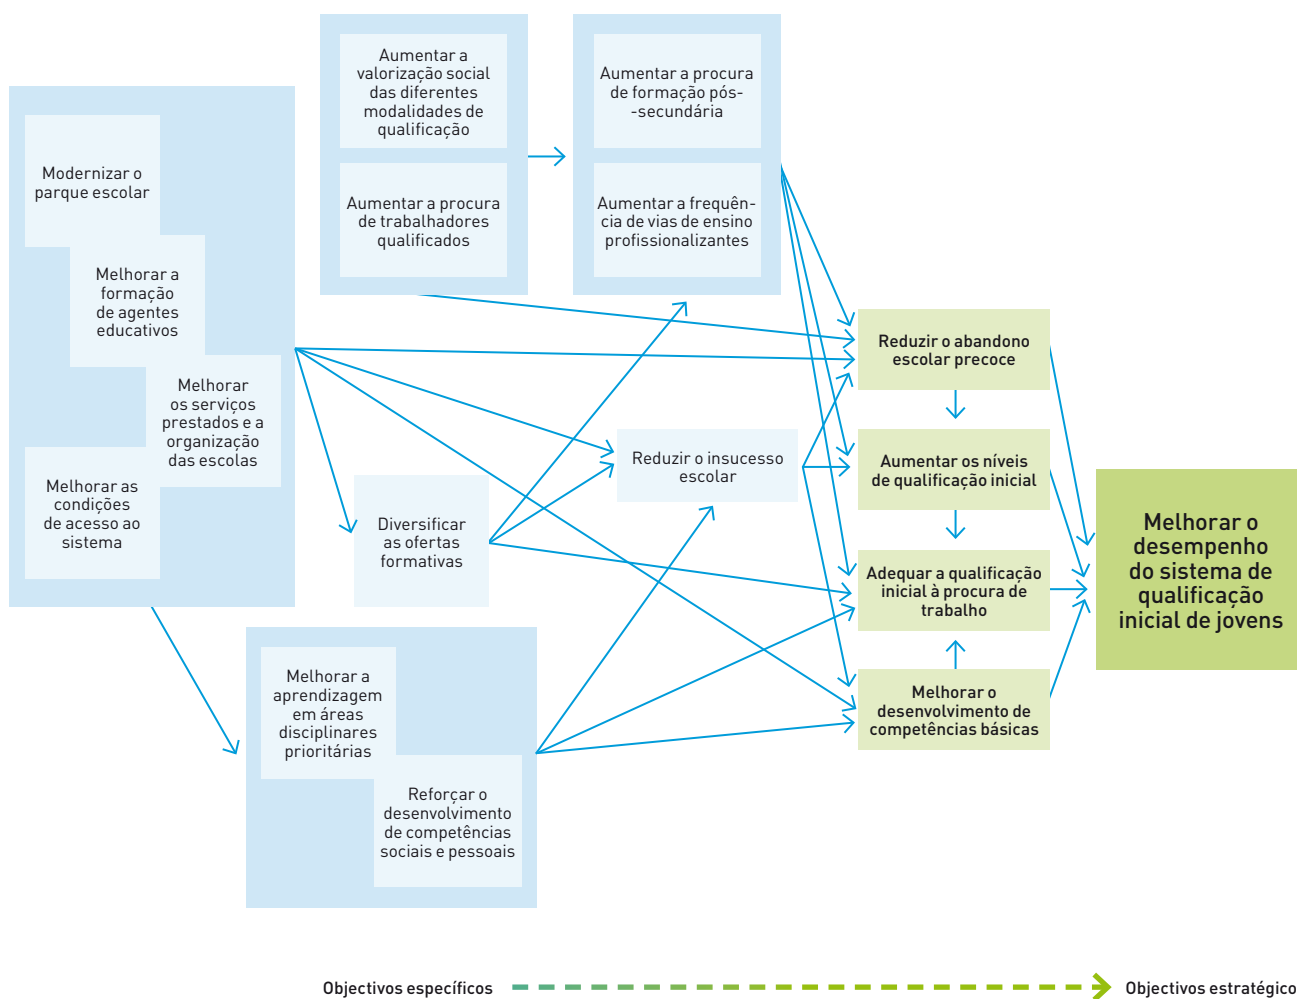 Aumentar a
valorização social
das diferentes
modalidades de
qualificação
Aumentar a procura
de trabalhadores
qualificados
Aumentar a procura
de formação pós-
-secundária
Aumentar a frequên-
cia de vias de ensino
profissionalizantes
Modernizar o
parque escolar
Melhorar a
formação
de agentes
educativos
Melhorar
os serviços
prestados e a
organização
das escolas
Melhorar as
condições
de acesso ao
sistema
Diversificar
as ofertas
formativas
Reduzir o insucesso
escolar
Melhorar a
aprendizagem
em áreas
disciplinares
prioritárias
Reforçar o
desenvolvimento
de competências
sociais e pessoais
Reduzir o abandono
escolar precoce
Aumentar os níveis
de qualificação inicial
Adequar a qualificação
inicial à procura de
trabalho
Melhorar o
desenvolvimento de
competências básicas
Melhorar o
desempenho
do sistema de
qualificação
inicial de jovens
Objectivos específicos
Objectivos estratégico